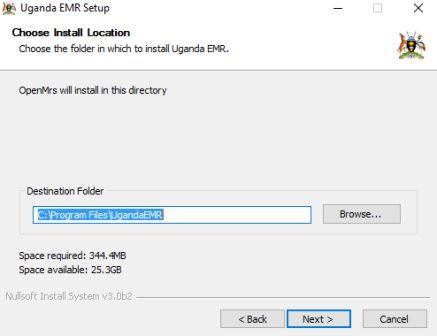 Uganda EMR Setup
Choose Install Location
Choose the folder in which to install Uganda EMR.
OpenMrs will install in this directory
Destination Folder
C:\Program Files\UgandaEMR
Browse...
Space required: 344.4MB
Space available: 25.3GB
Nullsoft Install System v3.0b2
< Back
Next >
Cancel